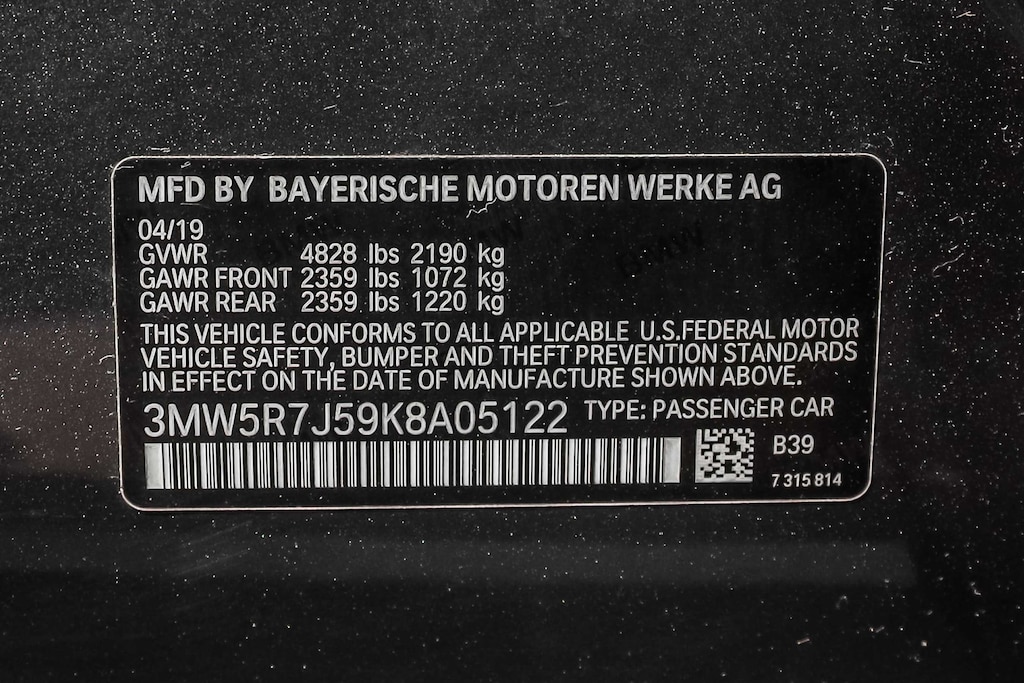 MFD BY BAYERISCHE MOTOREN WERKE AG
04/19
GVWR 4828 lbs 2190 kg
GAWR FRONT 2359 lbs 1072 kg
GAWR REAR 2359 lbs 1220 kg
THIS VEHICLE CONFORMS TO ALL APPLICABLE U.S.FEDERAL MOTOR
VEHICLE SAFETY, BUMPER AND THEFT PREVENTION STANDARDS
IN EFFECT ON THE DATE OF MANUFACTURE SHOWN ABOVE.
3MW5R7J59K8A05122 TYPE: PASSENGER CAR
B39
7 315 814
BMW